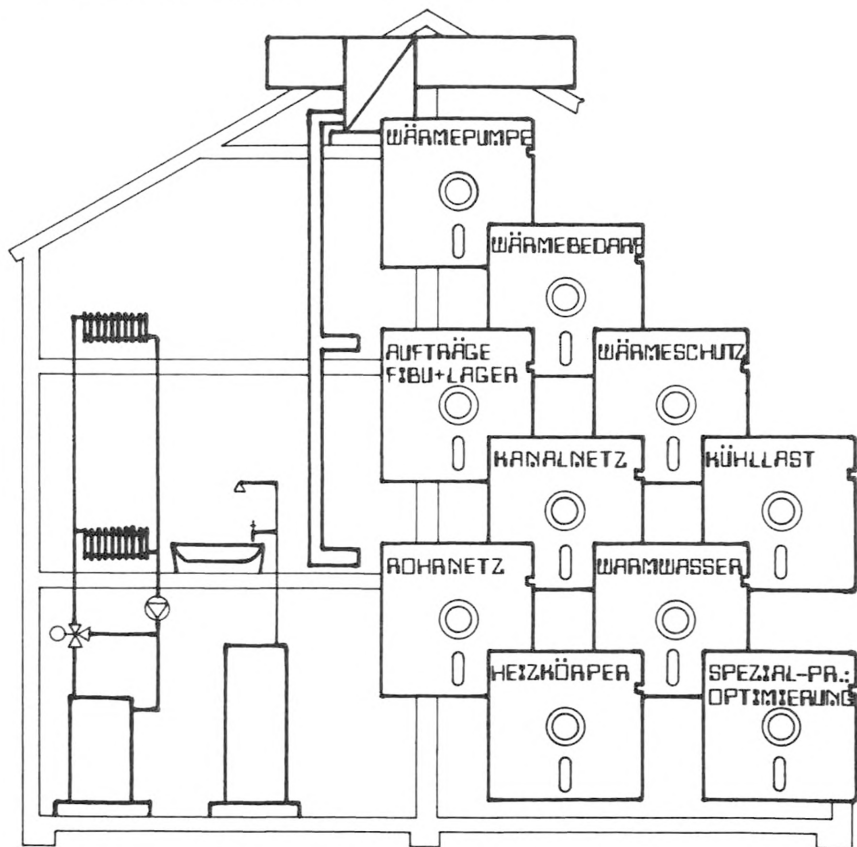 WÄRMEPUMPE
WÄRMEBEDARF
AUFTRÄGE
FIBU+LAGER
WÄRMESCHUTZ
KANALNETZ
KÜHLLAST
ROHRNETZ
WARMWASSER
HEIZKÖRPER
SPEZIAL-PR.:
OPTIMIERUNG